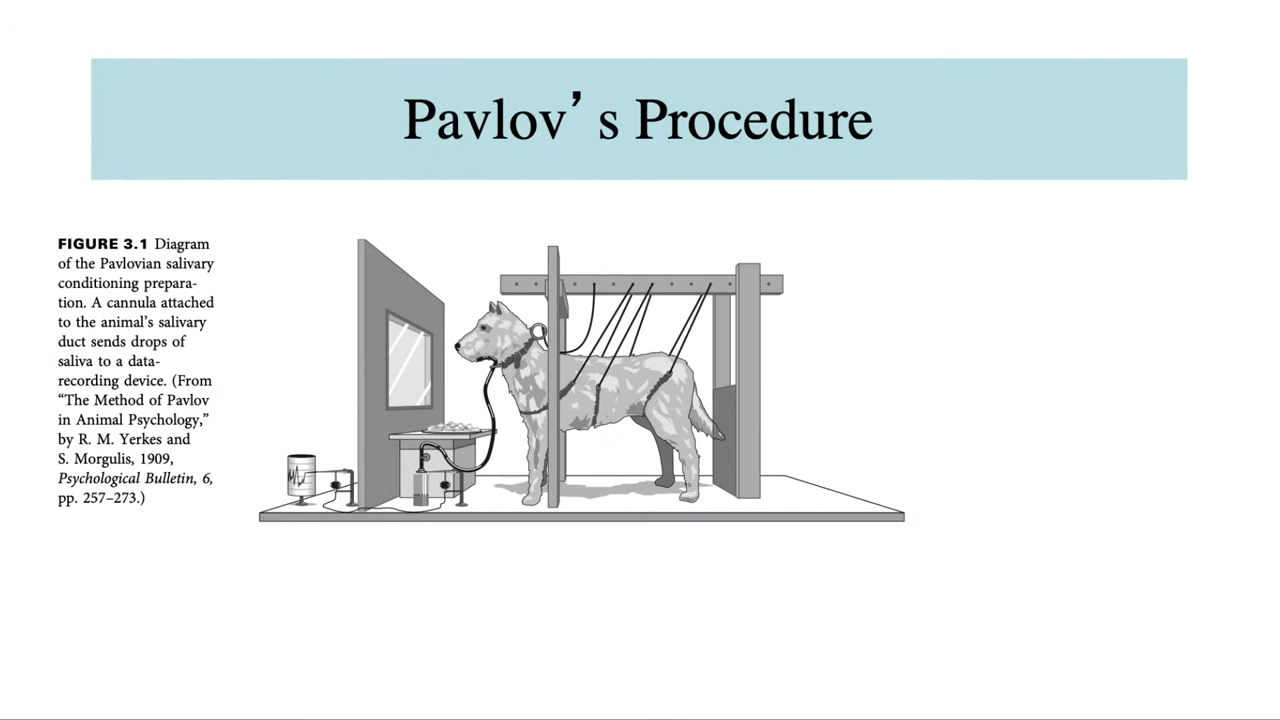 Pavlov’s Procedure
FIGURE 3.1 Diagram
of the Pavlovian salivary
conditioning prepara-
tion. A cannula attached
to the animal’s salivary
duct sends drops of
saliva to a data-
recording device. (From
“The Method of Pavlov
in Animal Psychology,”
by R. M. Yerkes and
S. Morgulis, 1909,
Psychological Bulletin, 6,
pp. 257–273.)